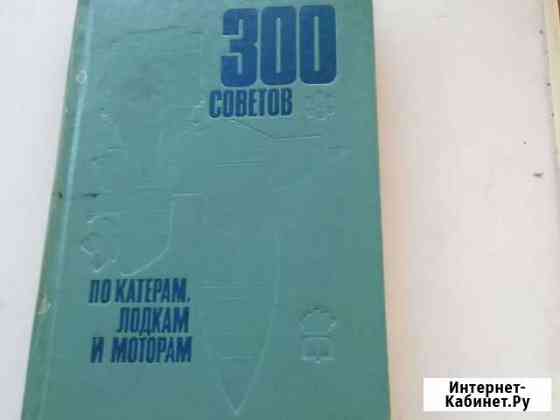 300
СОВЕТОВ
ПО КАТЕРАМ,
ЛОДКАМ
И МОТОРАМ
Интернет-
Кабинет.Ру